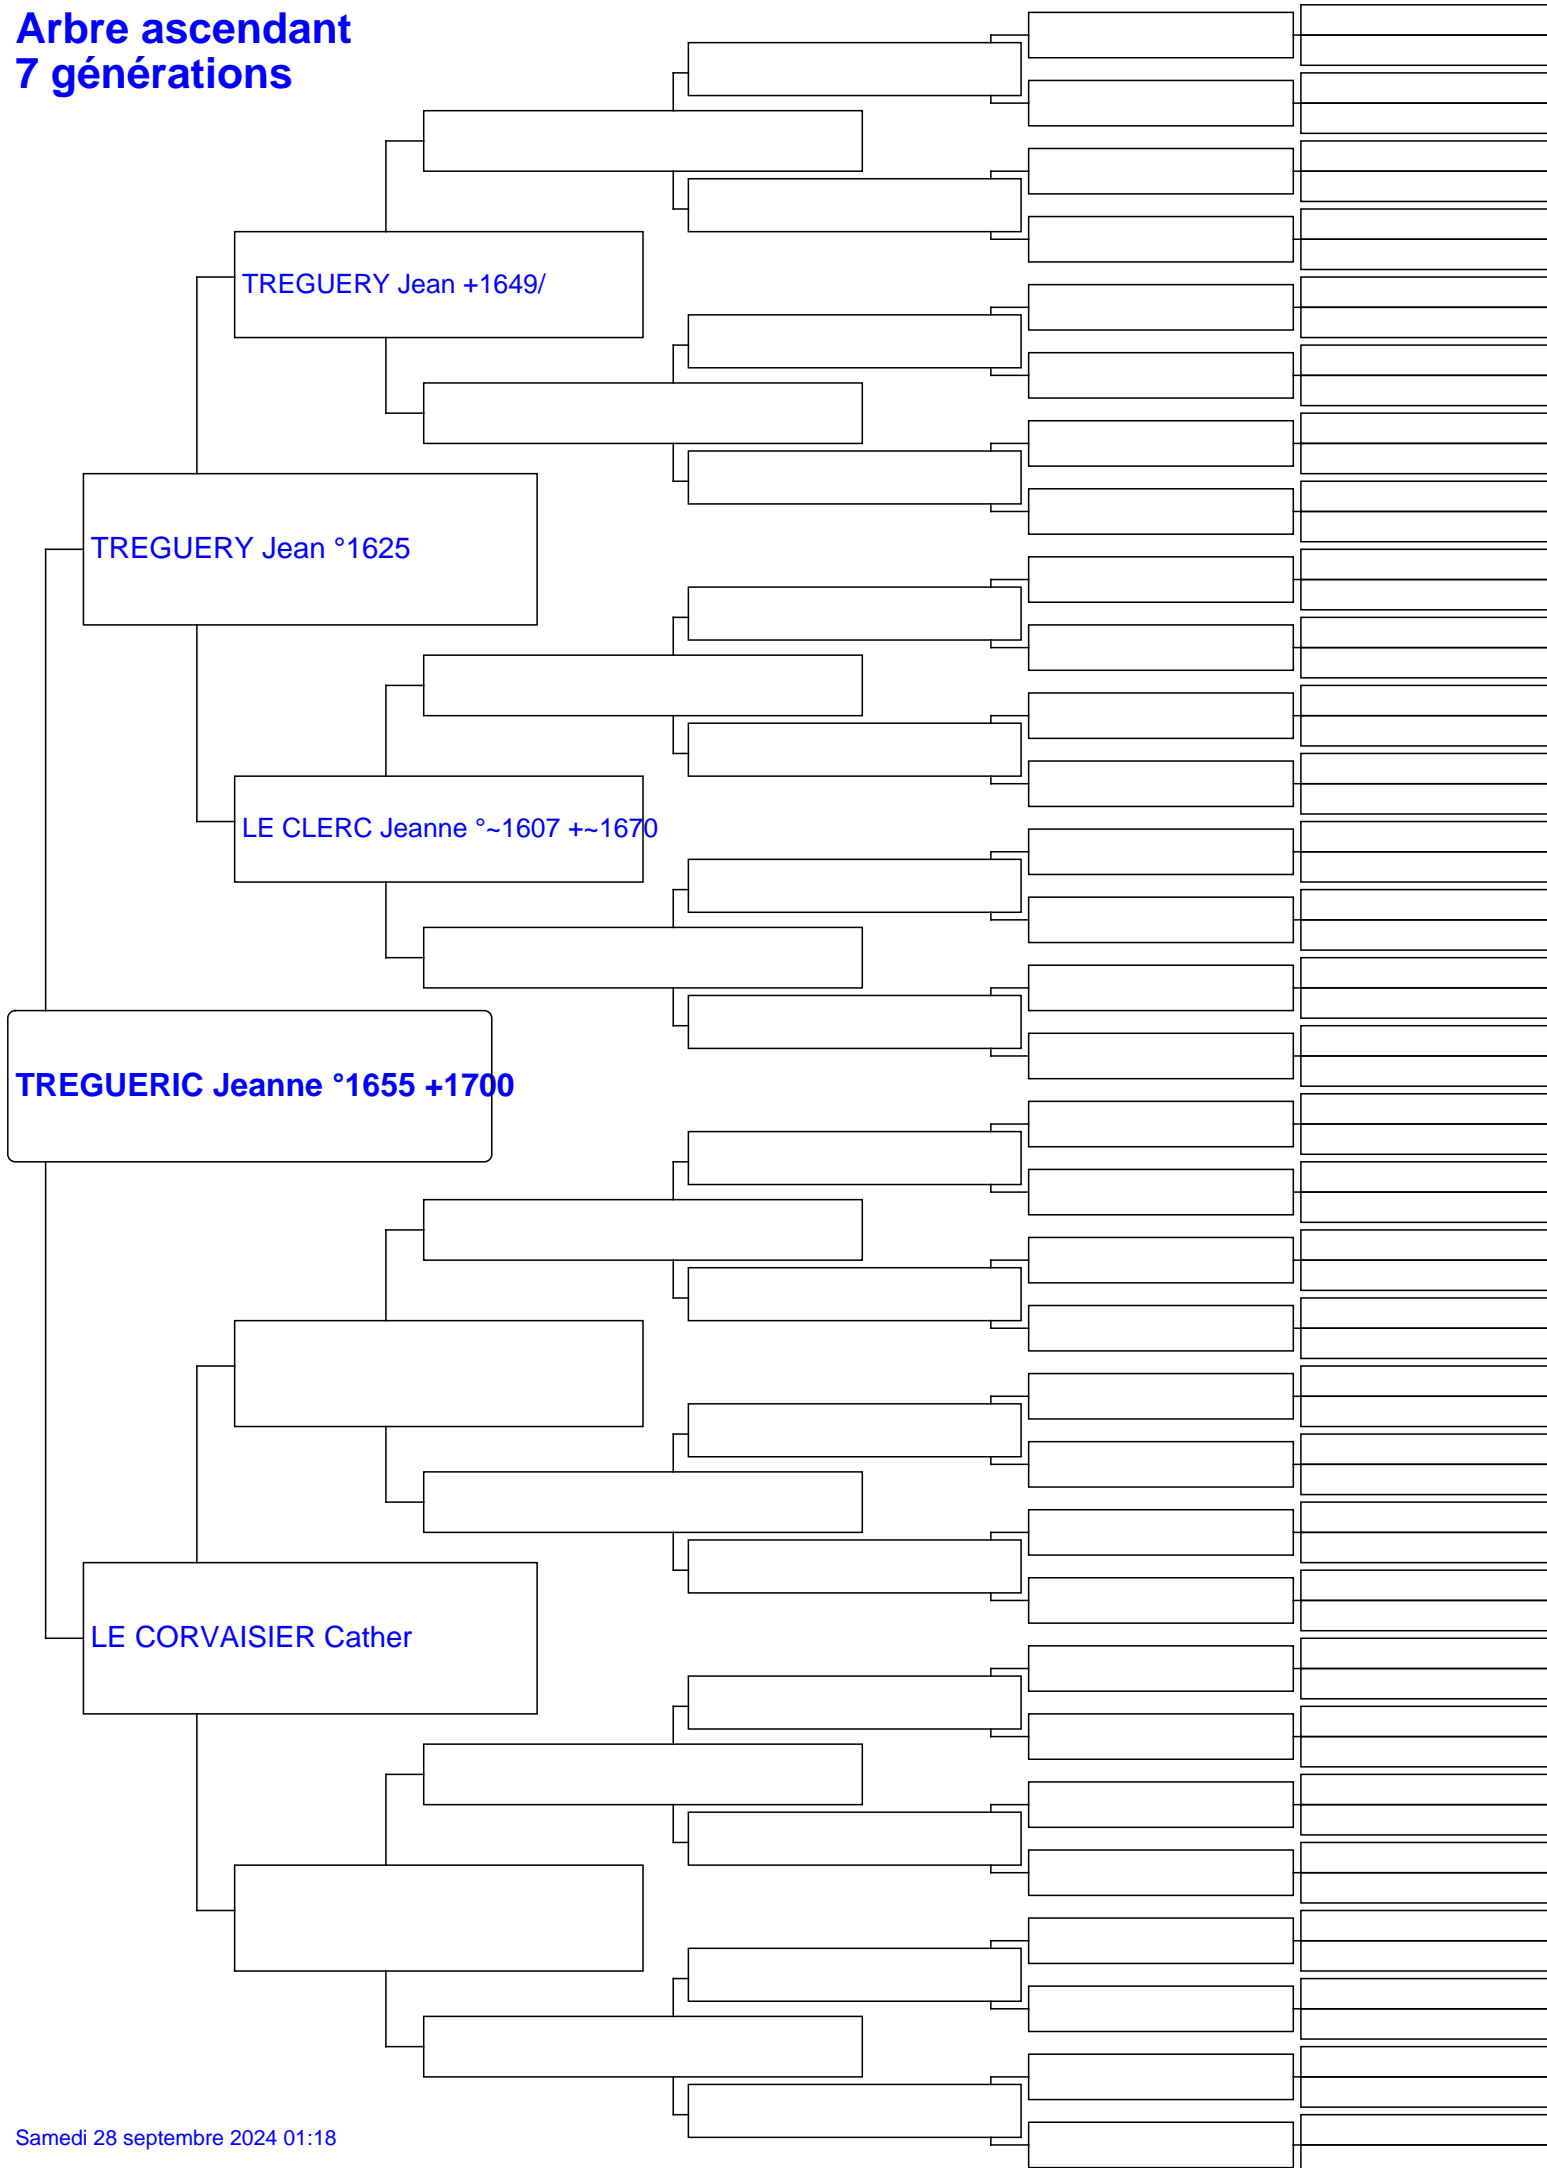 Arbre ascendant
7 générations
TREGUERY Jean +1649/
TREGUERY Jean °1625
LE CLERC Jeanne °~1607 +~1670
TREGUERIC Jeanne °1655 +1700
LE CORVAISIER Cather
Samedi 28 septembre 2024 01:18